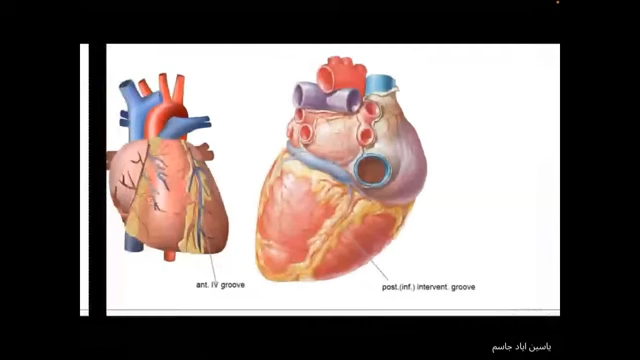 ant. IV groove
post.(inf.) intervent. groove
ياسين اياد جاسم